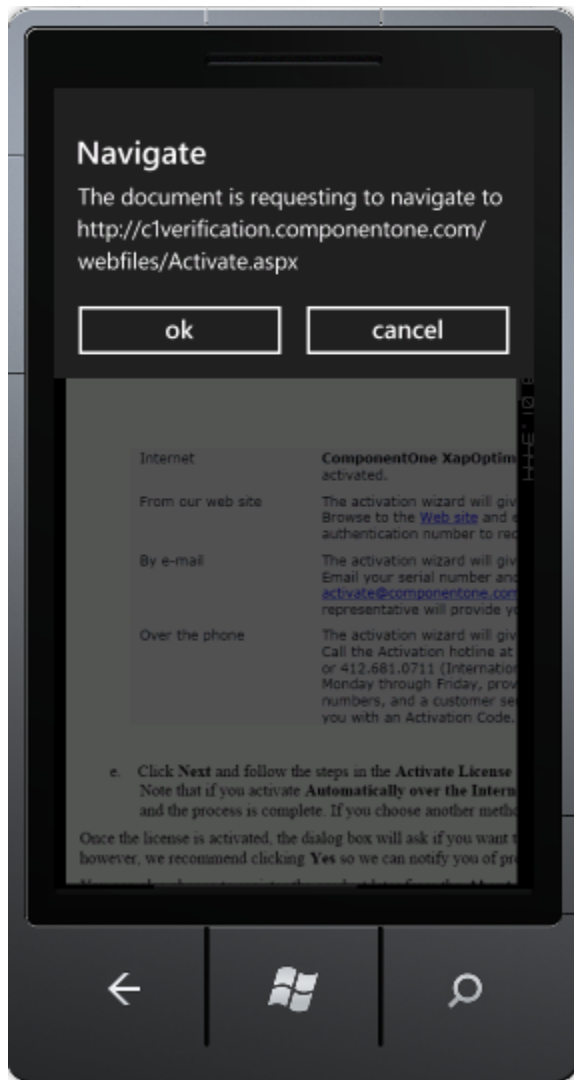 Navigate
The document is requesting to navigate to
http://c1verification.componentone.com/
webfiles/Activate.aspx
ok
cancel
Internet
ComponentOne XapOptim
activated.
From our web site
The activation wizard will giv
Browse to the Web site and e
authentication number to rec
By e-mail
The activation wizard will giv
Email your serial number and
activate@componentone.com
representative will provide yo
Over the phone
The activation wizard will giv
Call the Activation hotline at
or 412.681.0711 (Internation
Monday through Friday, prov
numbers, and a customer se
you with an Activation Code.
e. Click Next and follow the steps in the Activate License
Note that if you activate Automatically over the Intern
and the process is complete. If you choose another metho
Once the license is activated, the dialog box will ask if you want t
however, we recommend clicking Yes so we can notify you of pr